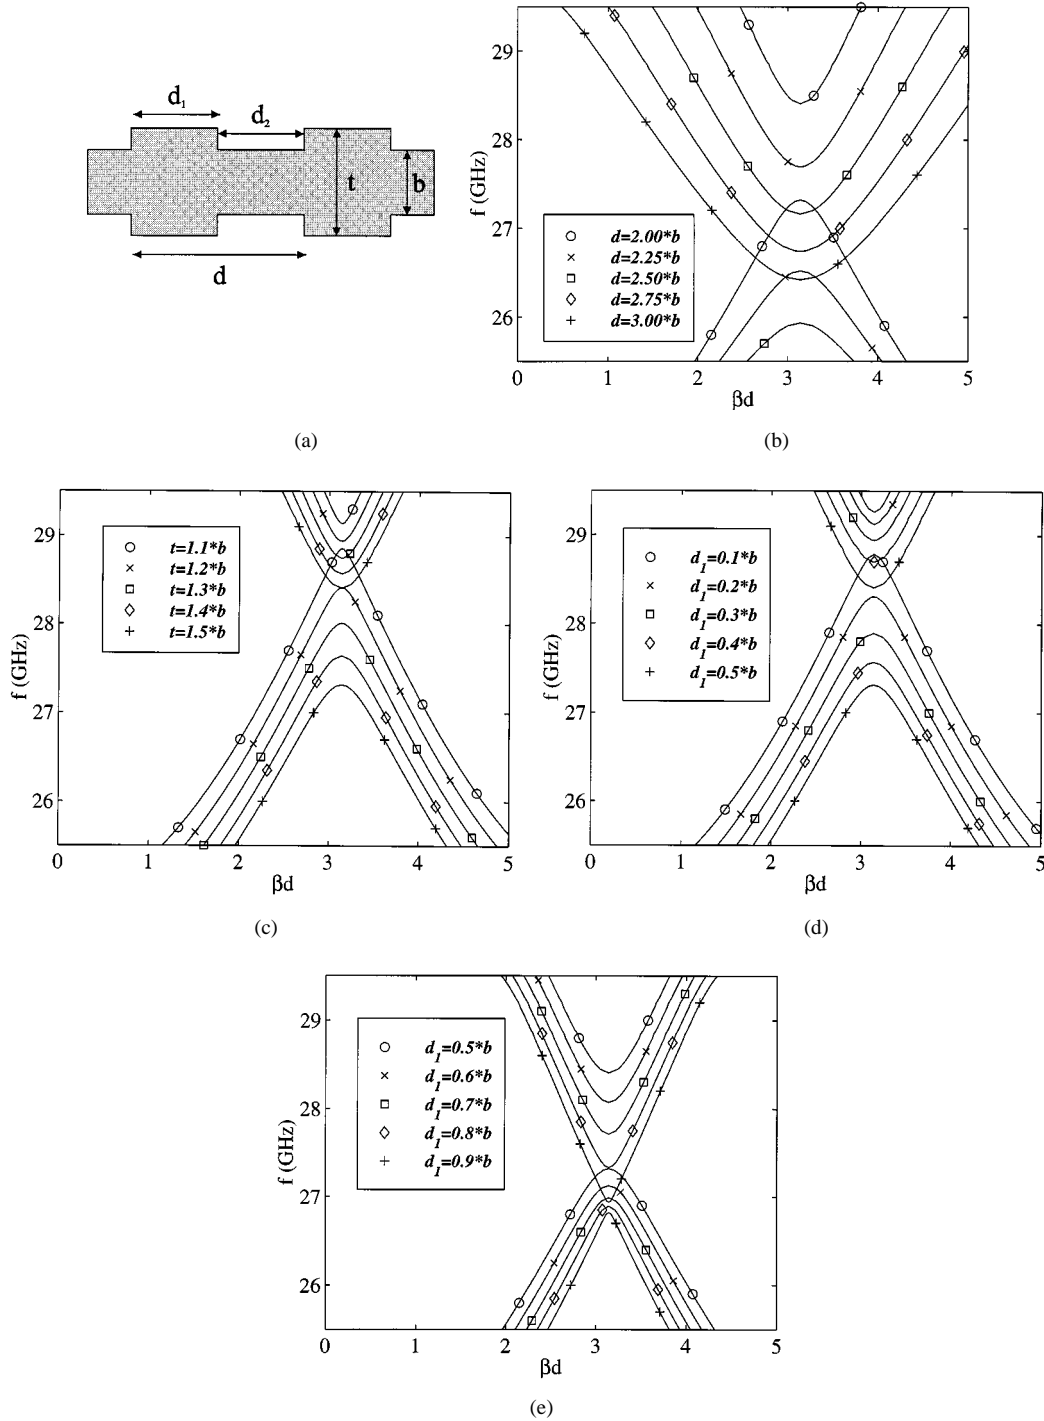 d1
d2
t
b
d
(a)
f (GHz)
29
28
27
26
0 1 2 3 4 5
βd
d=2.00*b
d=2.25*b
d=2.50*b
d=2.75*b
d=3.00*b
(b)
f (GHz)
29
28
27
26
0 1 2 3 4 5
βd
t=1.1*b
t=1.2*b
t=1.3*b
t=1.4*b
t=1.5*b
(c)
f (GHz)
29
28
27
26
0 1 2 3 4 5
βd
d1=0.1*b
d1=0.2*b
d1=0.3*b
d1=0.4*b
d1=0.5*b
(d)
f (GHz)
29
28
27
26
0 1 2 3 4 5
βd
d1=0.5*b
d1=0.6*b
d1=0.7*b
d1=0.8*b
d1=0.9*b
(e)